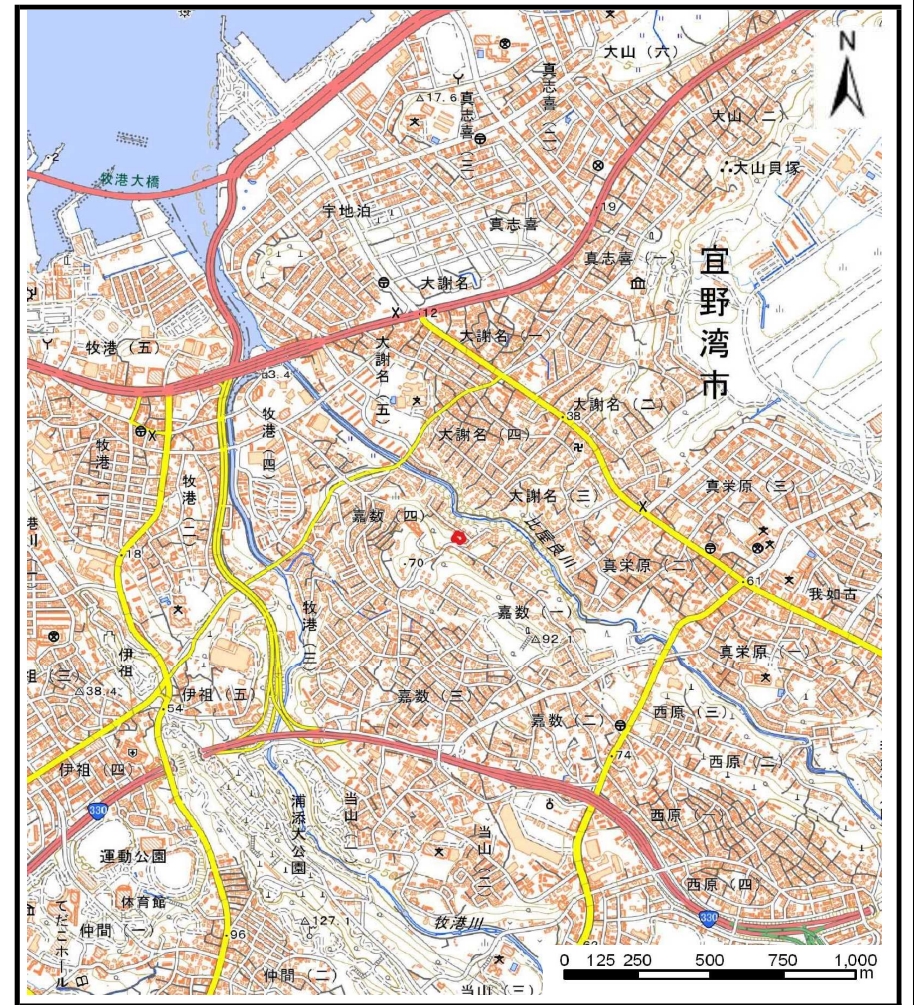 大山（六）
N
真志喜（二）
△17.6
真志喜（三）
大山（二）
大山貝塚
牧港大橋
2
宇地泊
真志喜
19
真志喜（一）
宜野湾市
大謝名
12
大謝名（一）
牧港（五）
大謝名（五）
3.4
大謝名（二）
38
牧港
牧港（四）
大謝名（四）
牧港（二）
大謝名（三）
真栄原（三）
嘉数（四）
比屋良川
18
70
真栄原（二）
61
我如古
牧港（三）
嘉数（一）
△92.1
真栄原（一）
伊祖
伊祖（五）
△38.4
嘉数（三）
54
嘉数（二）
西原（三）
74
西原（二）
伊祖（四）
330
浦添大公園
西原（一）
運動公園
体育館
西原（四）
330
てだこホール
仲間（一）
△127.1
牧港川
96
仲間（二）
当山（三）
0 125 250 500 750 1,000
m